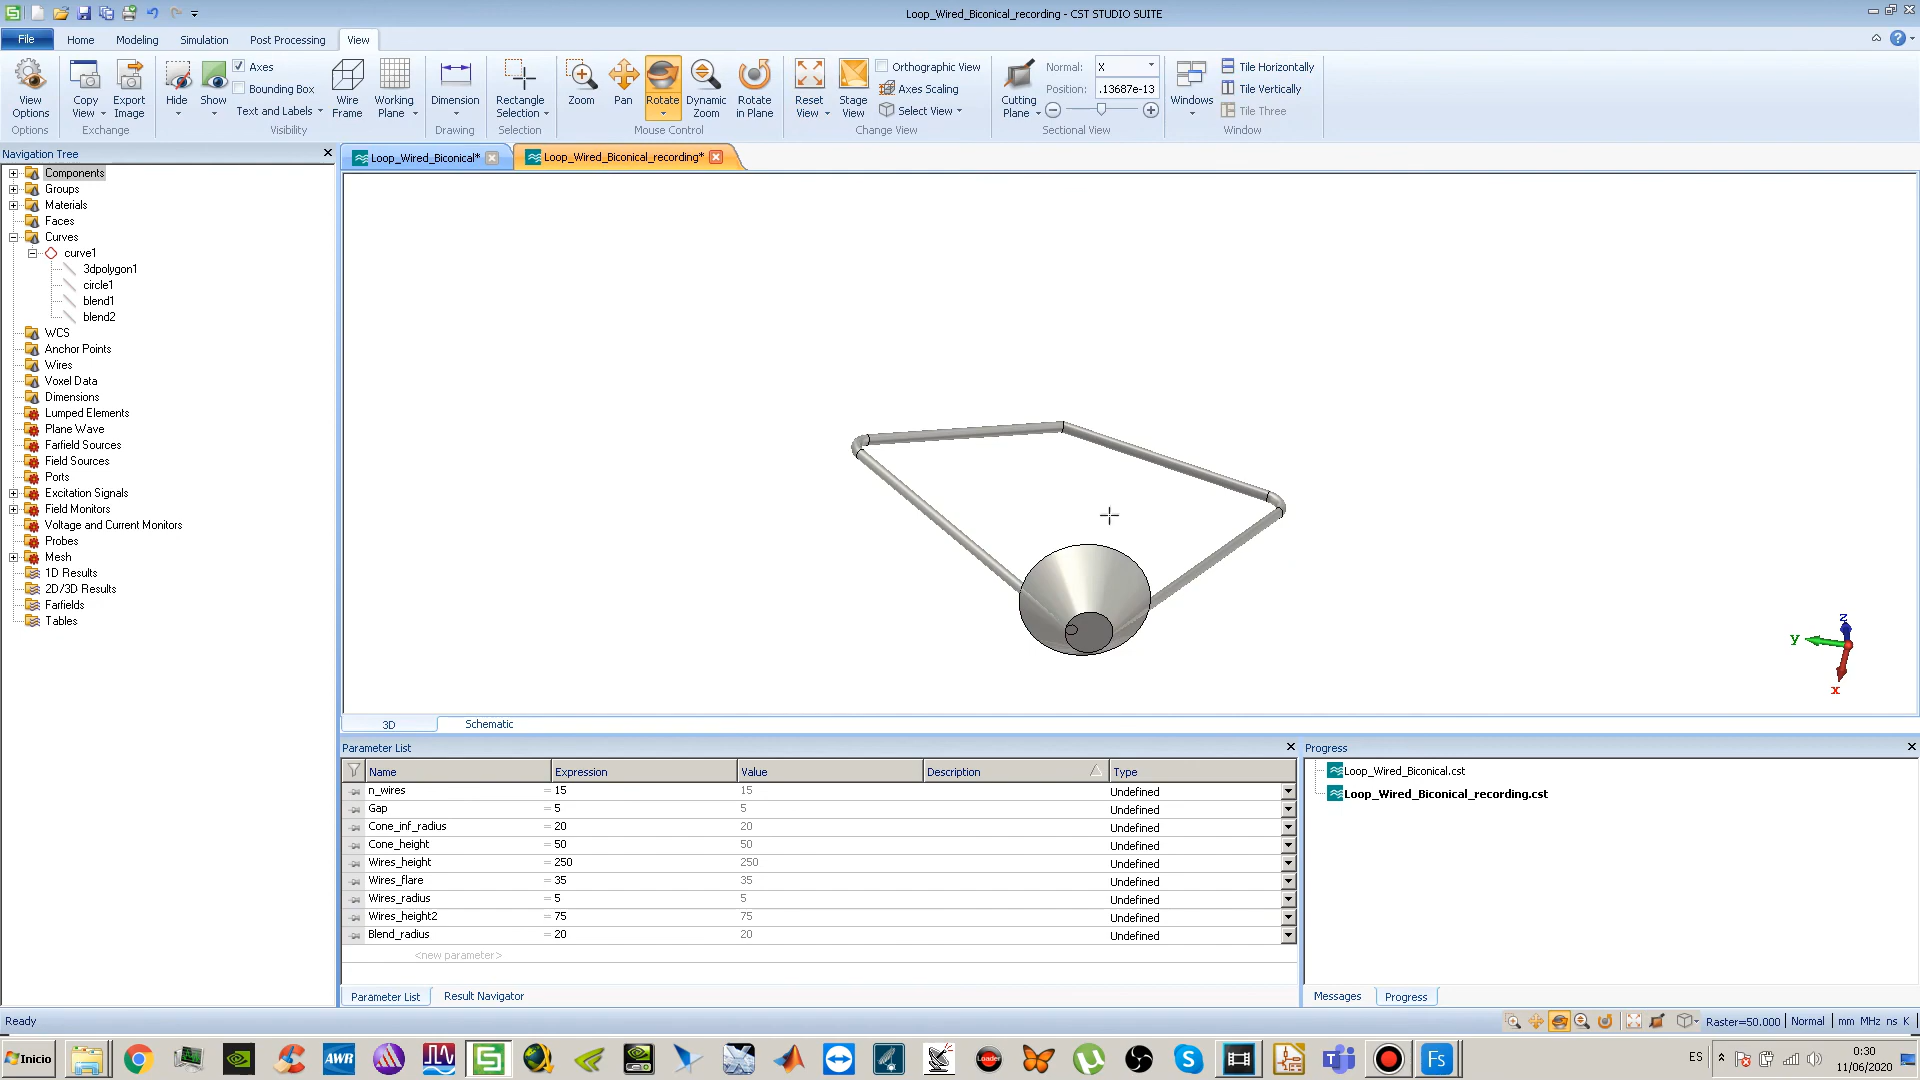 Loop_Wired_Biconical_recording - CST STUDIO SUITE
File Home Modeling Simulation Post Processing View
View Options
Options
Copy View
Export Image
Exchange
Hide
Show
Axes
Bounding Box
Text and Labels
Wire Frame
Working Plane
Visibility
Dimension
Drawing
Rectangle Selection
Selection
Zoom
Pan
Rotate
Dynamic Zoom
Rotate in Plane
Mouse Control
Reset View
Stage View
Orthographic View
Axes Scaling
Select View
Change View
Cutting Plane
Normal: X
Position: .13687e-13
Sectional View
Windows
Tile Horizontally
Tile Vertically
Tile Three
Window
Navigation Tree
Components
Groups
Materials
Faces
Curves
curve1
3dpolygon1
circle1
blend1
blend2
WCS
Anchor Points
Wires
Voxel Data
Dimensions
Lumped Elements
Plane Wave
Farfield Sources
Field Sources
Ports
Excitation Signals
Field Monitors
Voltage and Current Monitors
Probes
Mesh
1D Results
2D/3D Results
Farfields
Tables
Loop_Wired_Biconical*
Loop_Wired_Biconical_recording*
z
y
x
3D Schematic
Parameter List
Name Expression Value Description Type
n_wires = 15 15 Undefined
Gap = 5 5 Undefined
Cone_inf_radius = 20 20 Undefined
Cone_height = 50 50 Undefined
Wires_height = 250 250 Undefined
Wires_flare = 35 35 Undefined
Wires_radius = 5 5 Undefined
Wires_height2 = 75 75 Undefined
Blend_radius = 20 20 Undefined
<new parameter>
Parameter List Result Navigator
Progress
Loop_Wired_Biconical.cst
Loop_Wired_Biconical_recording.cst
Messages Progress
Ready
Raster=50.000 Normal mm MHz ns K
Inicio
AWR
Loader
Fs
ES
0:30
11/06/2020